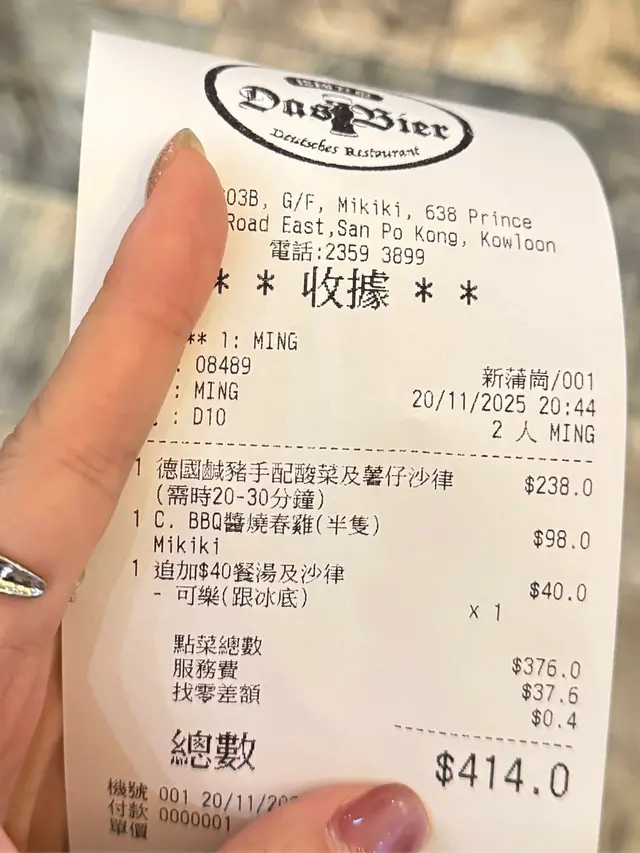 Das Bier
Deutsches Restaurant
03B, G/F, Mikiki, 638 Prince
Road East,San Po Kong, Kowloon
電話:2359 3899
* * 收據 * *
** 1: MING
: 08489
新蒲崗/001
: MING
20/11/2025 20:44
: D10
2 人 MING
1 德國鹹豬手配酸菜及薯仔沙律 $238.0
(需時20-30分鐘)
1 C. BBQ醬燒春雞(半隻) $98.0
Mikiki
1 追加$40餐湯及沙律 $40.0
- 可樂(跟冰底) x 1
點菜總數 $376.0
服務費 $37.6
找零差額 $0.4
總數 $414.0
機號 001 20/11/20
付款 0000001
單價